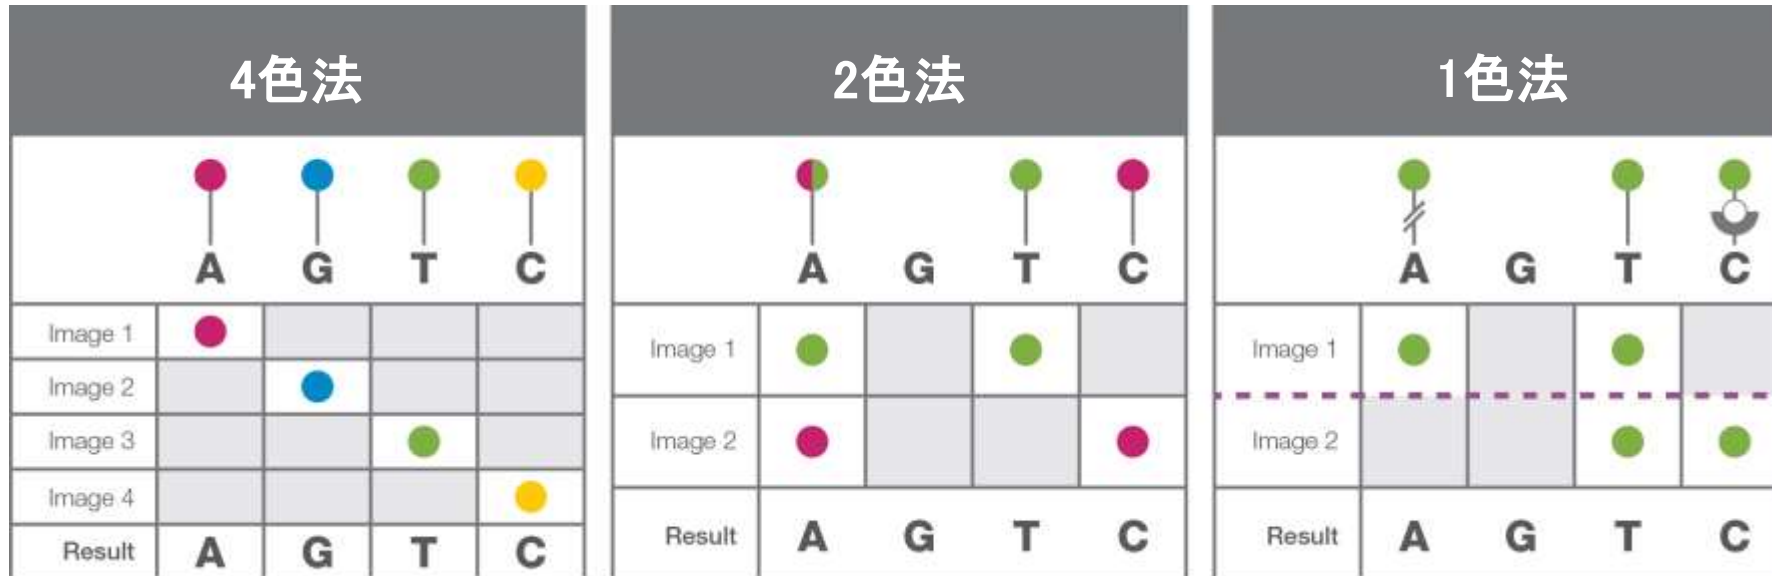 4色法
A G T C
Image 1
Image 2
Image 3
Image 4
Result A G T C
2色法
A G T C
Image 1
Image 2
Result A G T C
1色法
A G T C
Image 1
Image 2
Result A G T C